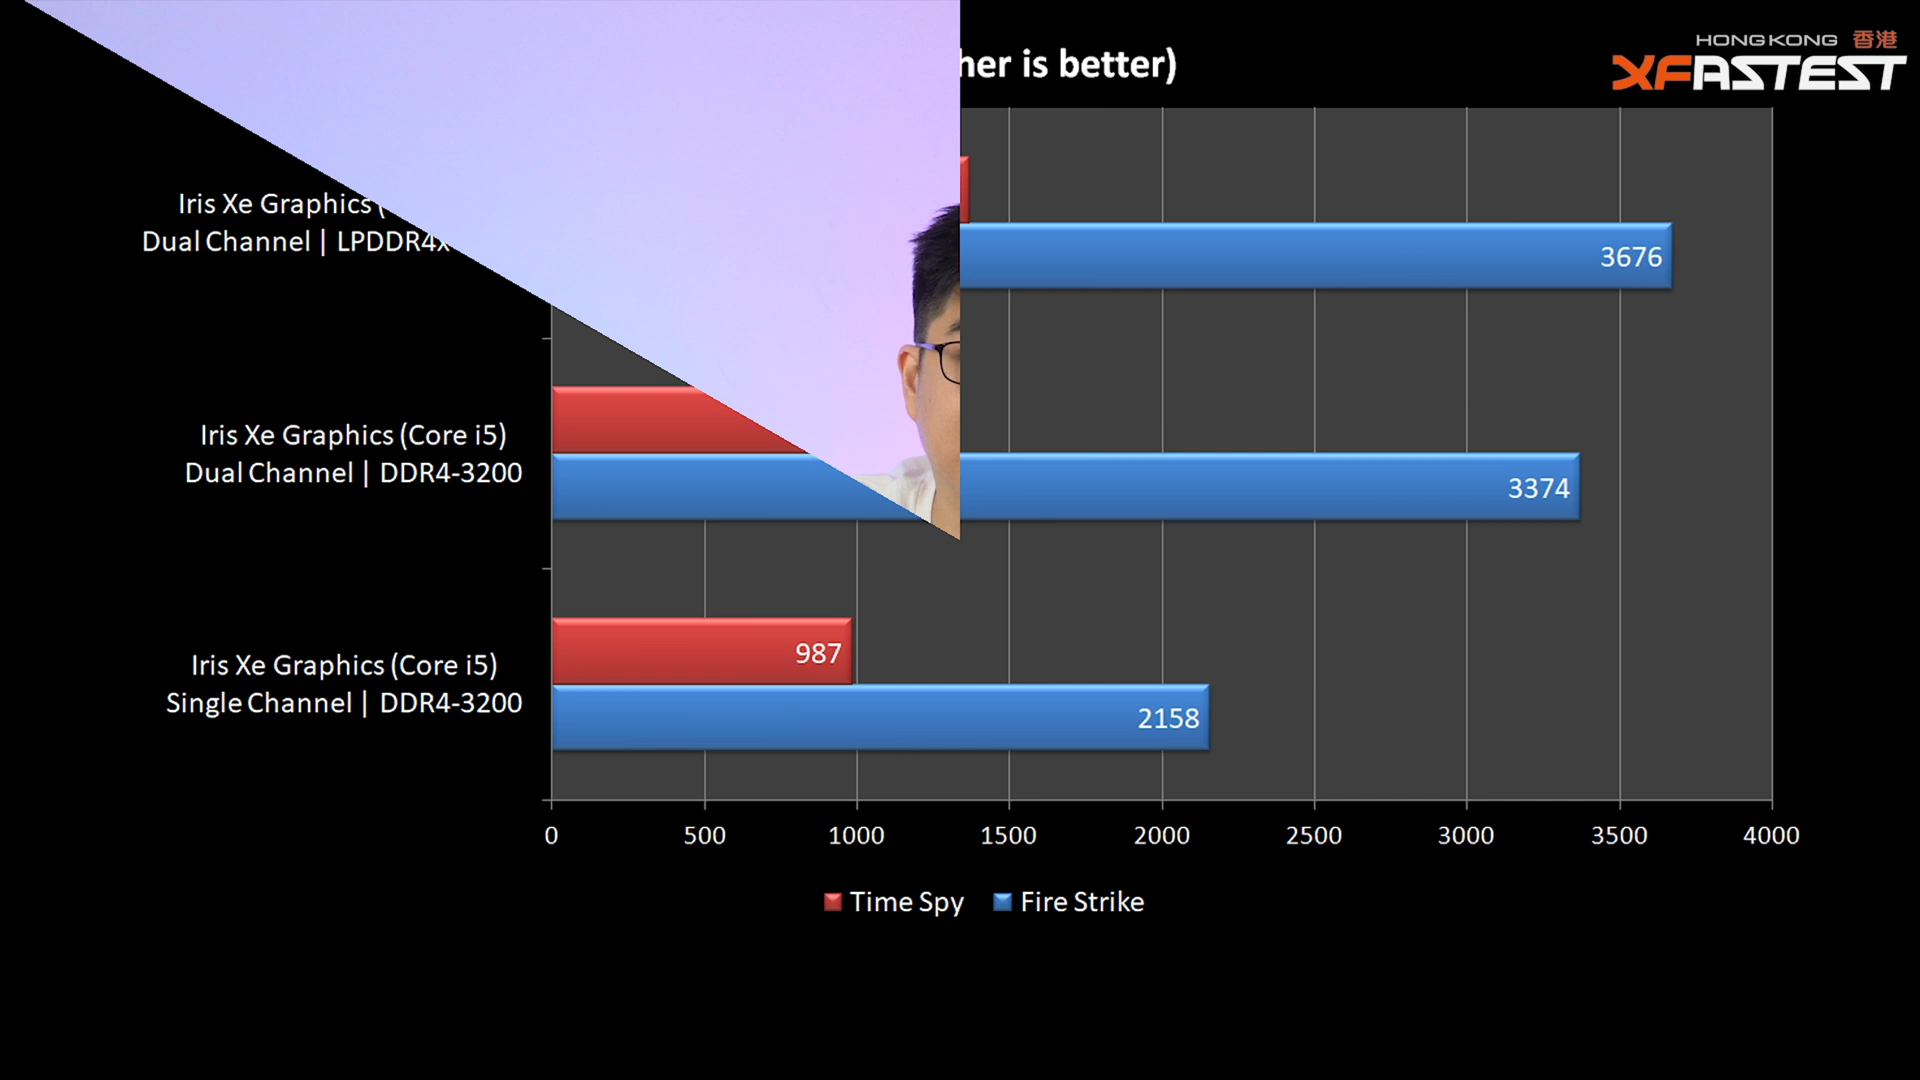 her is better)
HONG KONG 香港
XFASTEST
Iris Xe Graphics (
Dual Channel | LPDDR4x
3676
Iris Xe Graphics (Core i5)
Dual Channel | DDR4-3200
3374
Iris Xe Graphics (Core i5)
Single Channel | DDR4-3200
987
2158
0 500 1000 1500 2000 2500 3000 3500 4000
Time Spy Fire Strike